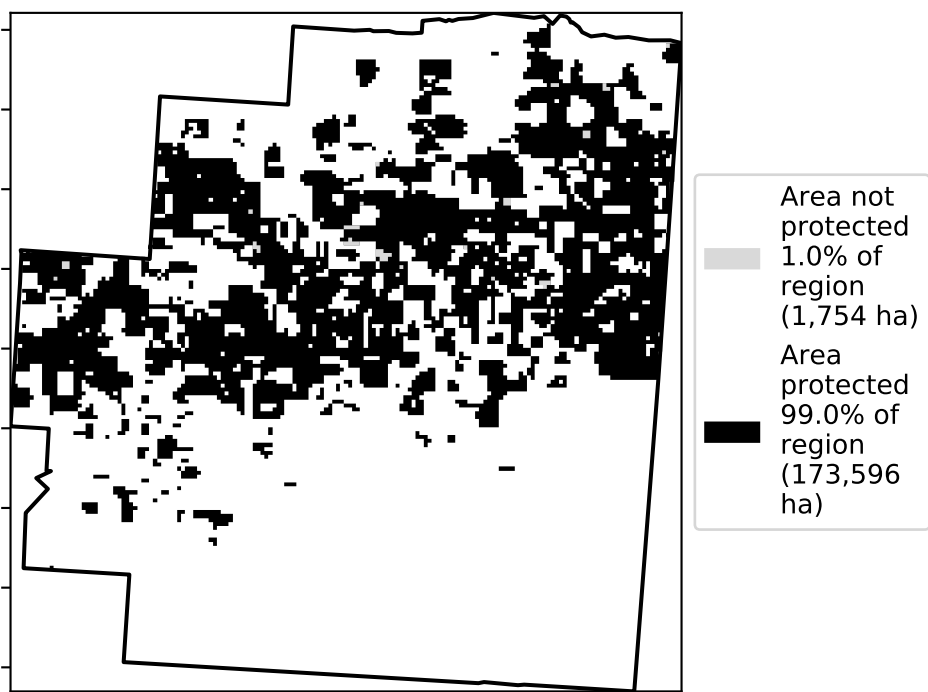 Area not
protected
1.0% of
region
(1,754 ha)
Area
protected
99.0% of
region
(173,596
ha)